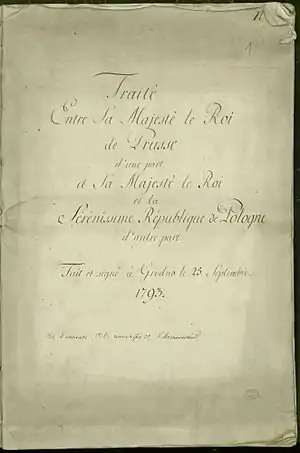 1
Traité
Entre Sa Majesté le Roi
de Prusse
d'une part
et Sa Majesté le Roi
et la
Sérénissime République de Pologne
d'autre part
Fait et signé à Grodno le 25 Septembre
1793.